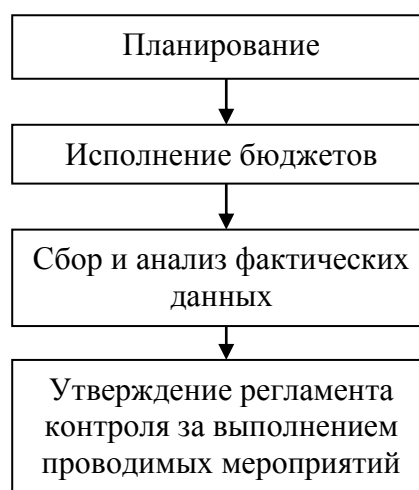 Планирование
Исполнение бюджетов
Сбор и анализ фактических
данных
Утверждение регламента
контроля за выполнением
проводимых мероприятий